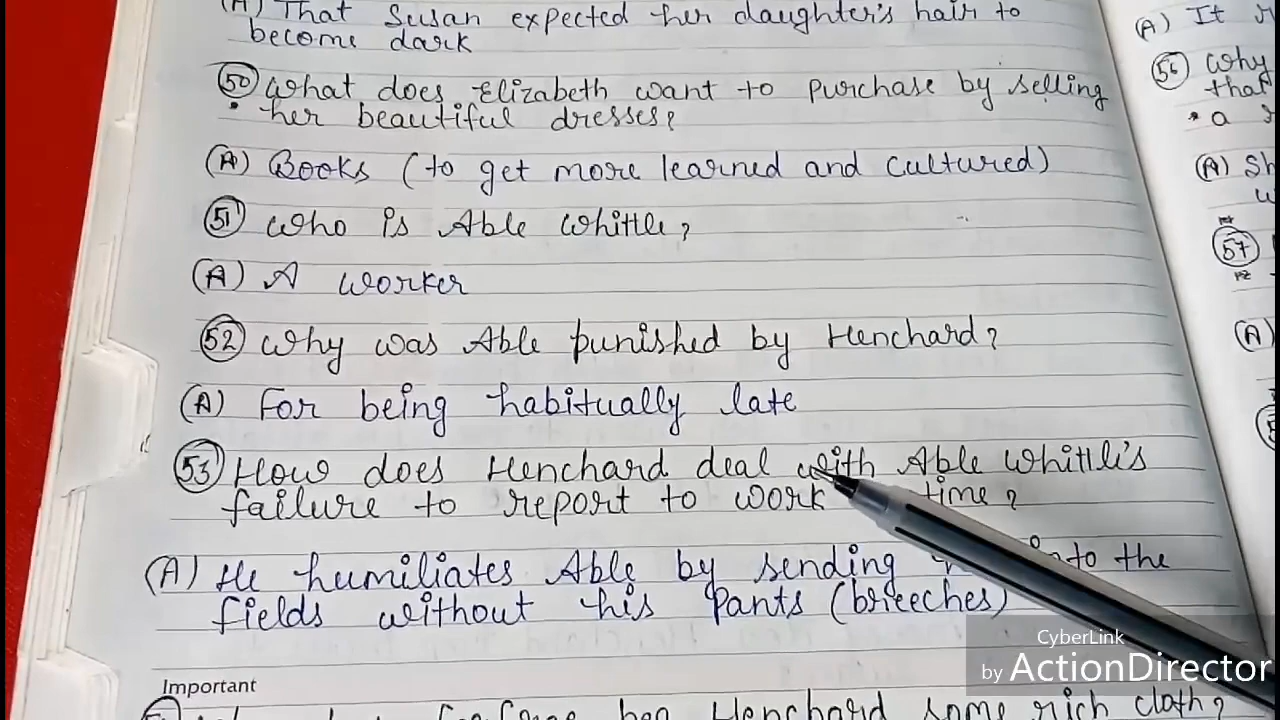 (A) That Susan expected her daughter's hair to
become dark
50 What does Elizabeth want to purchase by selling
her beautiful dresses?
(A) Books (to get more learned and cultured)
51 Who is Able Whittle?
(A) A worker
52 Why was Able punished by Henchard?
(A) For being habitually late
53 How does Henchard deal with Able Whittle's
failure to report to work time?
(A) He humiliates Able by sending into the
fields without his pants (breeches)
Important
has Henchard some rich cloth?
(A) It
56 Why
that
a
(A) Sh
57
(A)
CyberLink
by ActionDirector